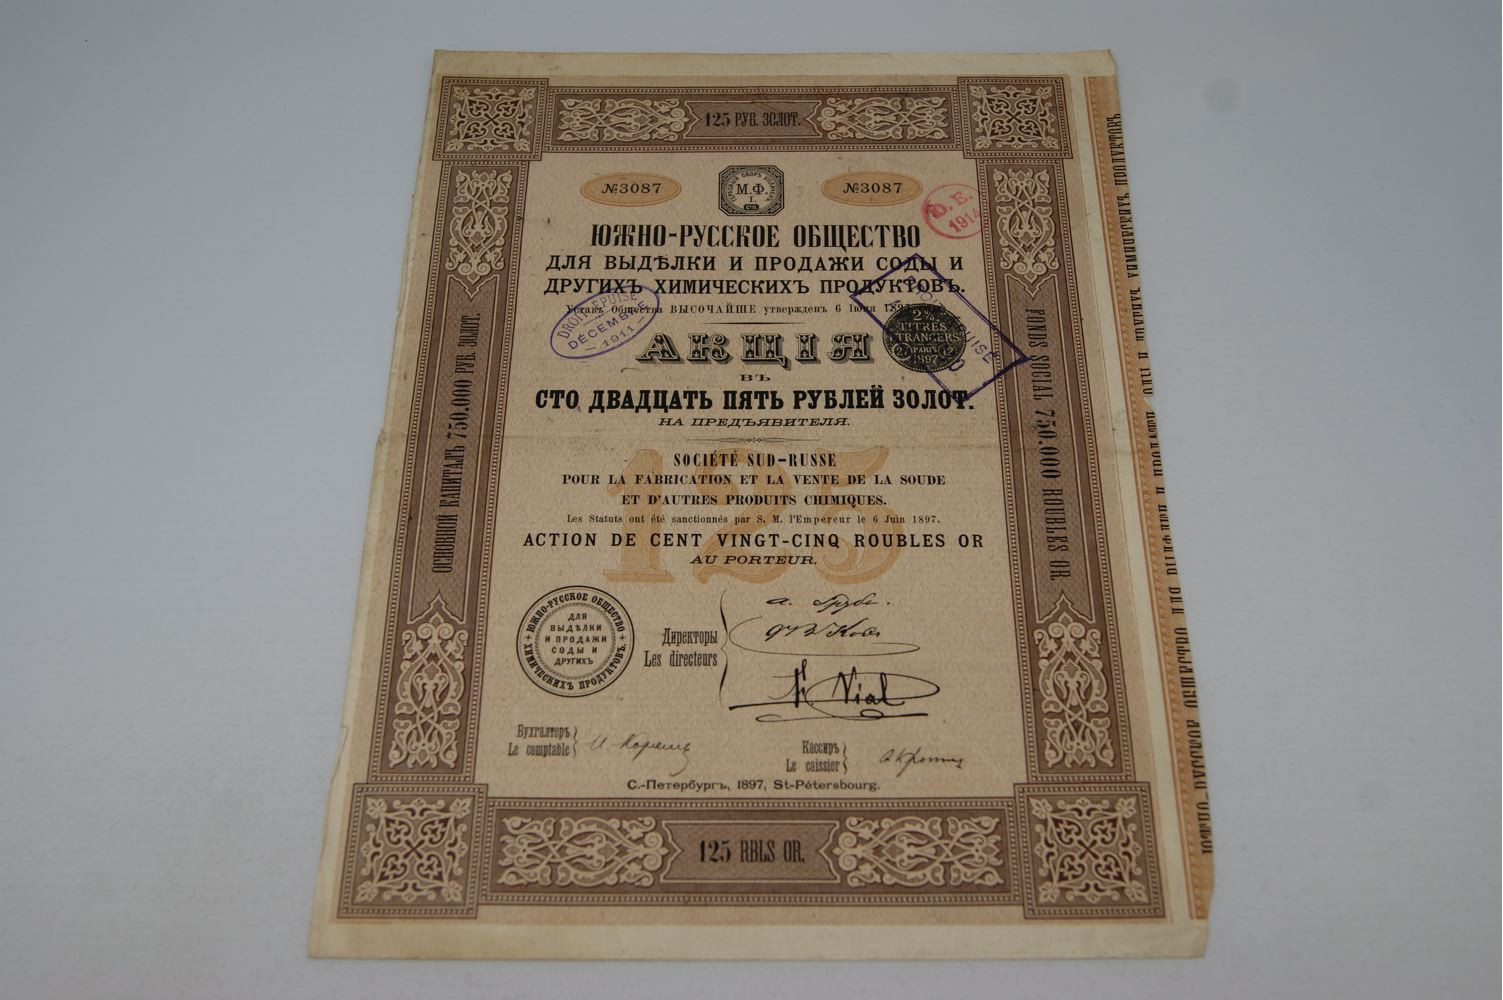 125 РУБ. ЗОЛОТ.
№3087
М.Ф.
I.
№3087
D. E.
1914
ЮЖНО-РУССКОЕ ОБЩЕСТВО
ДЛЯ ВЫДѢЛКИ И ПРОДАЖИ СОДЫ И
ДРУГИХЪ ХИМИЧЕСКИХЪ ПРОДУКТОВЪ.
Уставъ Общества ВЫСОЧАЙШЕ утвержденъ 6 Іюня
DROIT EPUISÉ
DÉCEMBRE
1911
2%
TITRES
ETRANGERS
PARIS
1897
АКЦІЯ
ВЪ
СТО ДВАДЦАТЬ ПЯТЬ РУБЛЕЙ ЗОЛОТ.
НА ПРЕДЪЯВИТЕЛЯ.
125
SOCIÉTÉ SUD-RUSSE
POUR LA FABRICATION ET LA VENTE DE LA SOUDE
ET D'AUTRES PRODUITS CHIMIQUES.
Les Statuts ont été sanctionnés par S. M. l'Empereur le 6 Juin 1897.
ACTION DE CENT VINGT-CINQ ROUBLES OR
AU PORTEUR.
ОСНОВНОЙ КАПИТАЛЪ 750.000 РУБ. ЗОЛОТ.
FONDS SOCIAL 750.000 ROUBLES OR.
ЮЖНО-РУССКОЕ ОБЩЕСТВО
ДЛЯ
ВЫДѢЛКИ
И ПРОДАЖИ
СОДЫ И
ДРУГИХЪ
ХИМИЧЕСКИХЪ ПРОДУКТОВЪ.
Директоры
Les directeurs
Vial
Бухгалтеръ
Le comptable
Кассиръ
Le caissier
С.-Петербургъ, 1897, St-Pétersbourg.
125 RBLS OR.